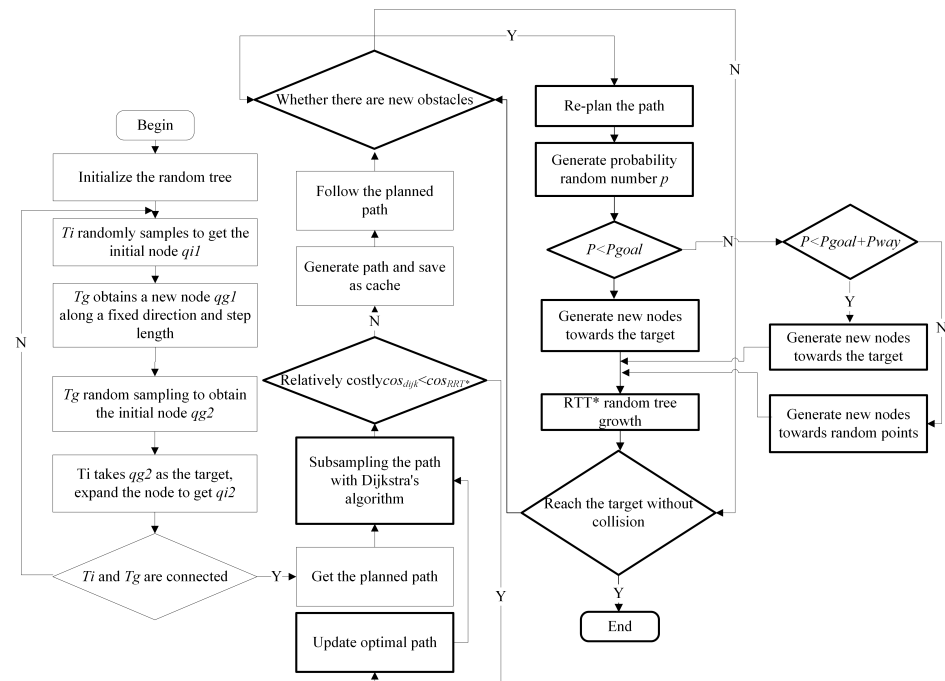 Begin
Initialize the random tree
Ti randomly samples to get the
initial node qi1
Tg obtains a new node qg1
along a fixed direction and step
length
N
Tg random sampling to obtain
the initial node qg2
Ti takes qg2 as the target,
expand the node to get qi2
Ti and Tg are connected
Y
Get the planned path
Update optimal path
Subsampling the path
with Dijkstra's
algorithm
Relatively costlycosdijk<cosRRT*
N
Y
Generate path and save
as cache
Follow the planned
path
Whether there are new obstacles
Y
N
Re-plan the path
Generate probability
random number p
P<Pgoal
N
P<Pgoal+Pway
Y
N
Generate new nodes
towards the target
Generate new nodes
towards the target
Generate new nodes
towards random points
RTT* random tree
growth
Reach the target without
collision
Y
End